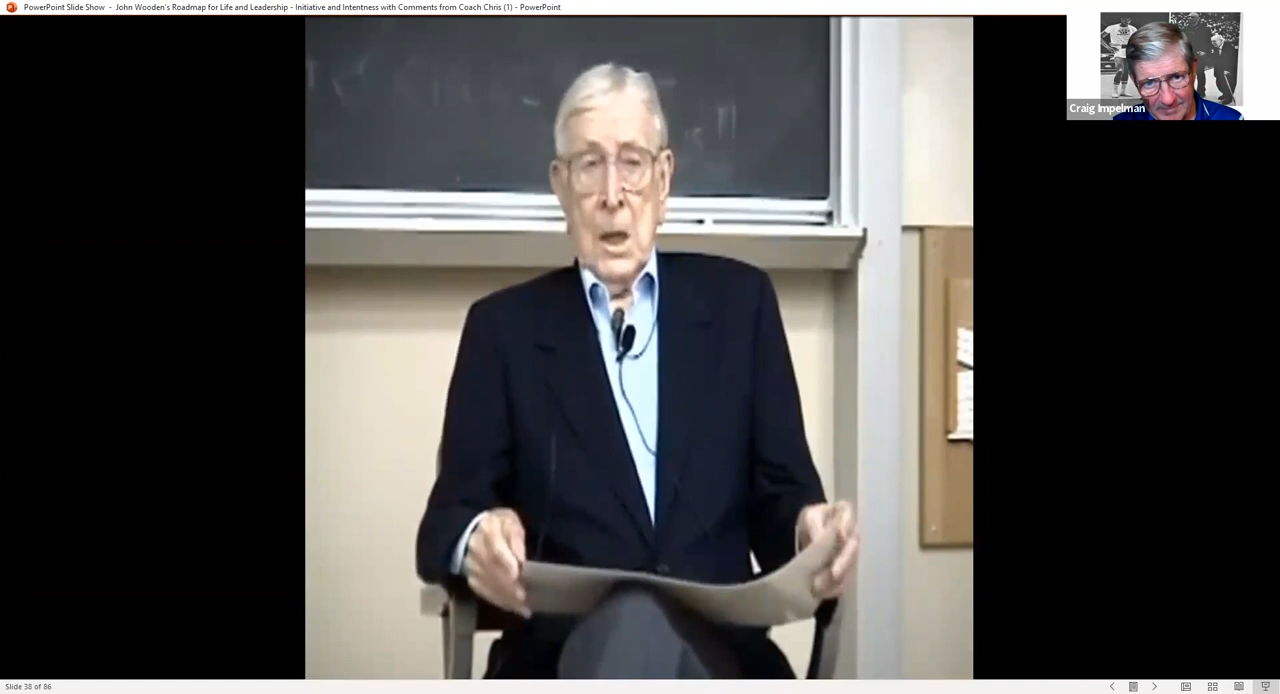 PowerPoint Slide Show - John Wooden's Roadmap for Life and Leadership - Initiative and Intentness with Comments from Coach Chris (1) - PowerPoint
Craig Impelman
Slide 38 of 86